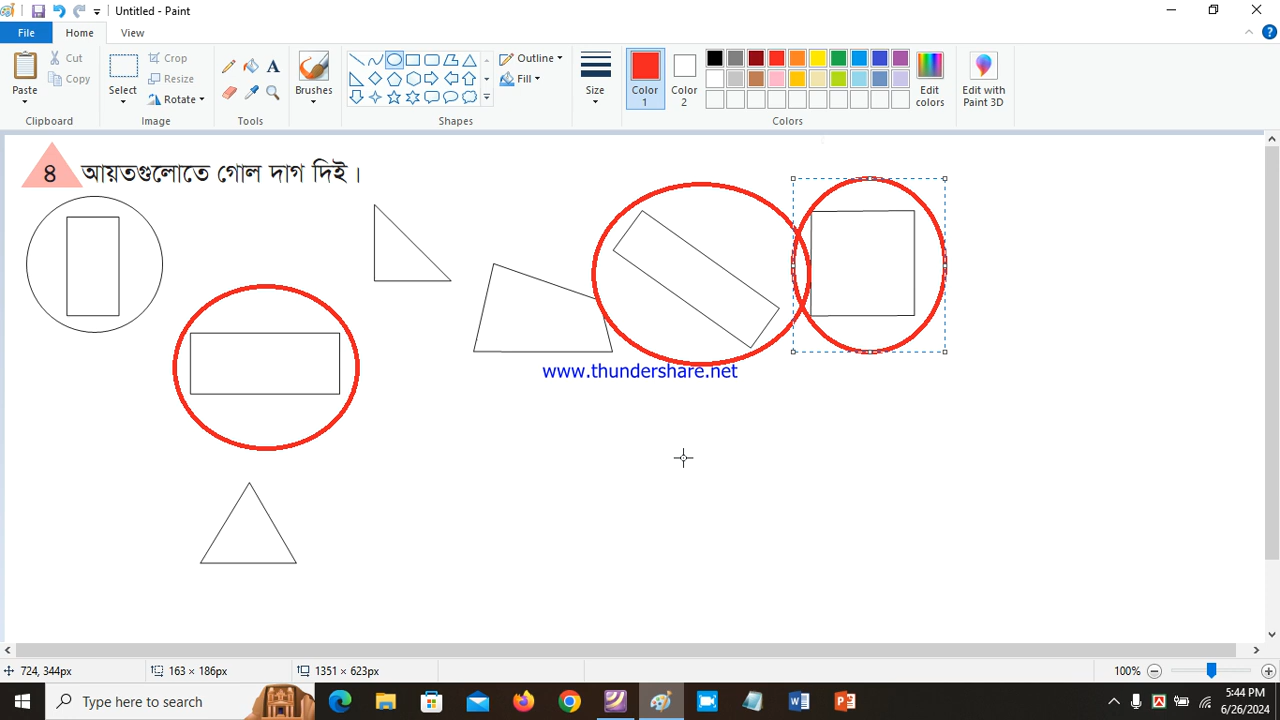 Untitled - Paint
File
Home
View
Paste
Cut
Copy
Clipboard
Select
Crop
Resize
Rotate
Image
Tools
Brushes
Shapes
Outline
Fill
Size
Color 1
Color 2
Colors
Edit colors
Edit with Paint 3D
৪ আয়তগুলোতে গোল দাগ দিই।
www.thundershare.net
724, 344px
163 × 186px
1351 × 623px
100%
Type here to search
5:44 PM
6/26/2024